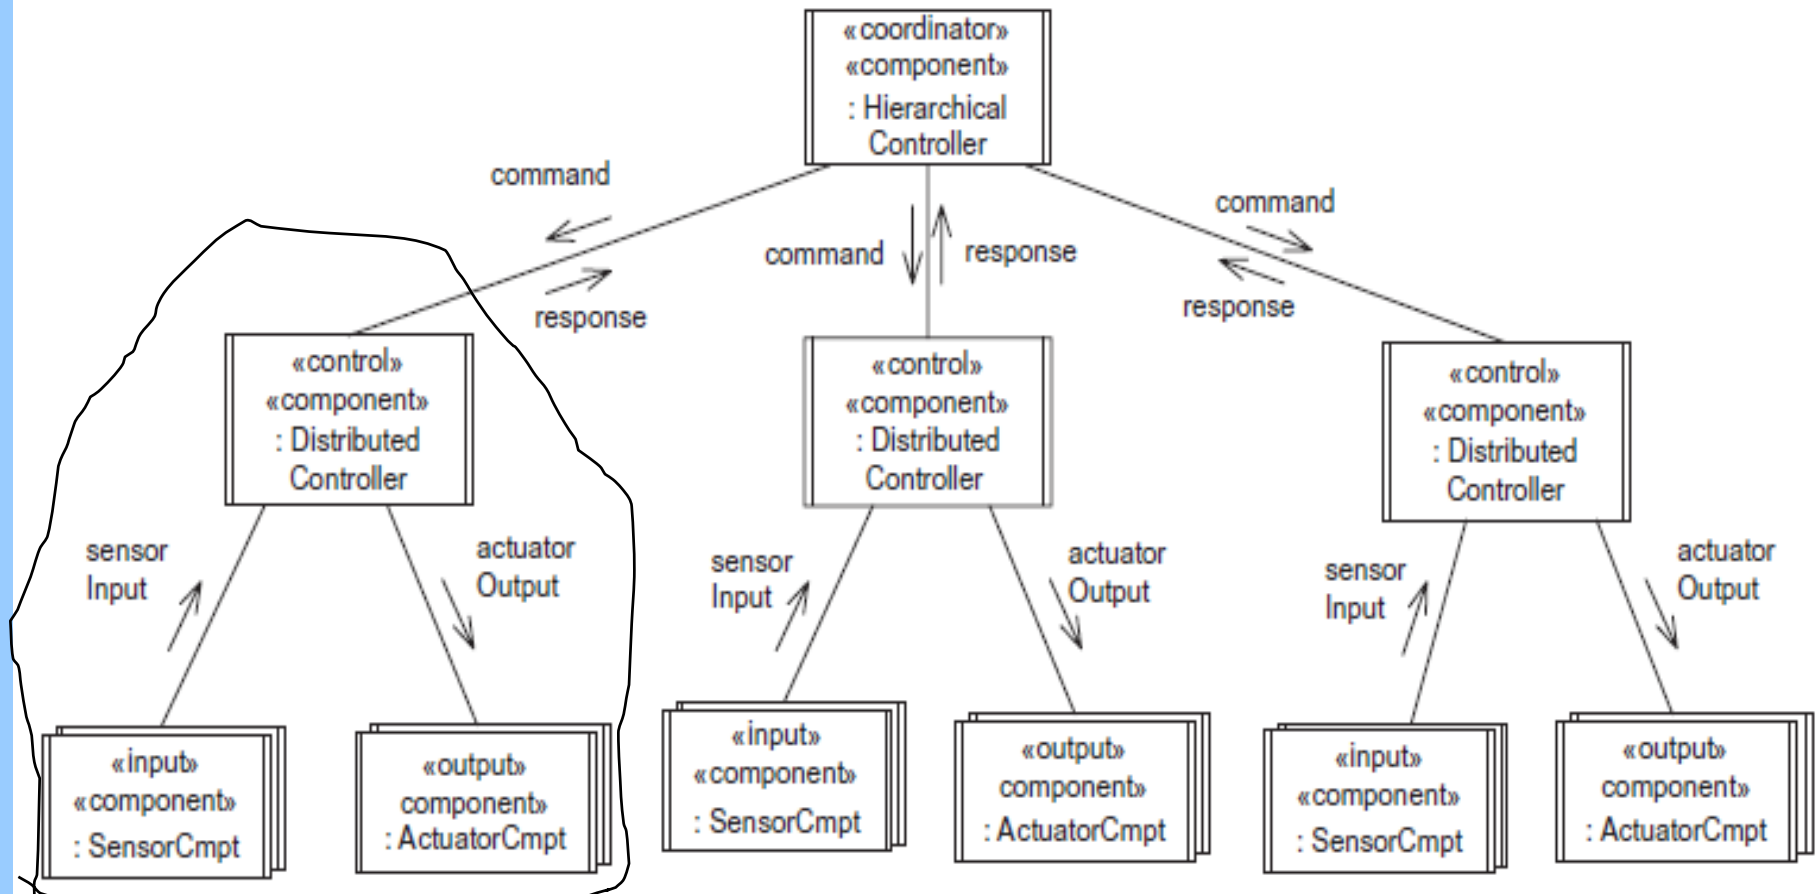 «coordinator»
«component»
: Hierarchical
Controller
command
response
command
response
command
response
«control»
«component»
: Distributed
Controller
«control»
«component»
: Distributed
Controller
«control»
«component»
: Distributed
Controller
sensor
Input
actuator
Output
sensor
Input
actuator
Output
sensor
Input
actuator
Output
«input»
«component»
: SensorCmpt
«output»
component»
: ActuatorCmpt
«input»
«component»
: SensorCmpt
«output»
component»
: ActuatorCmpt
«input»
«component»
: SensorCmpt
«output»
component»
: ActuatorCmpt